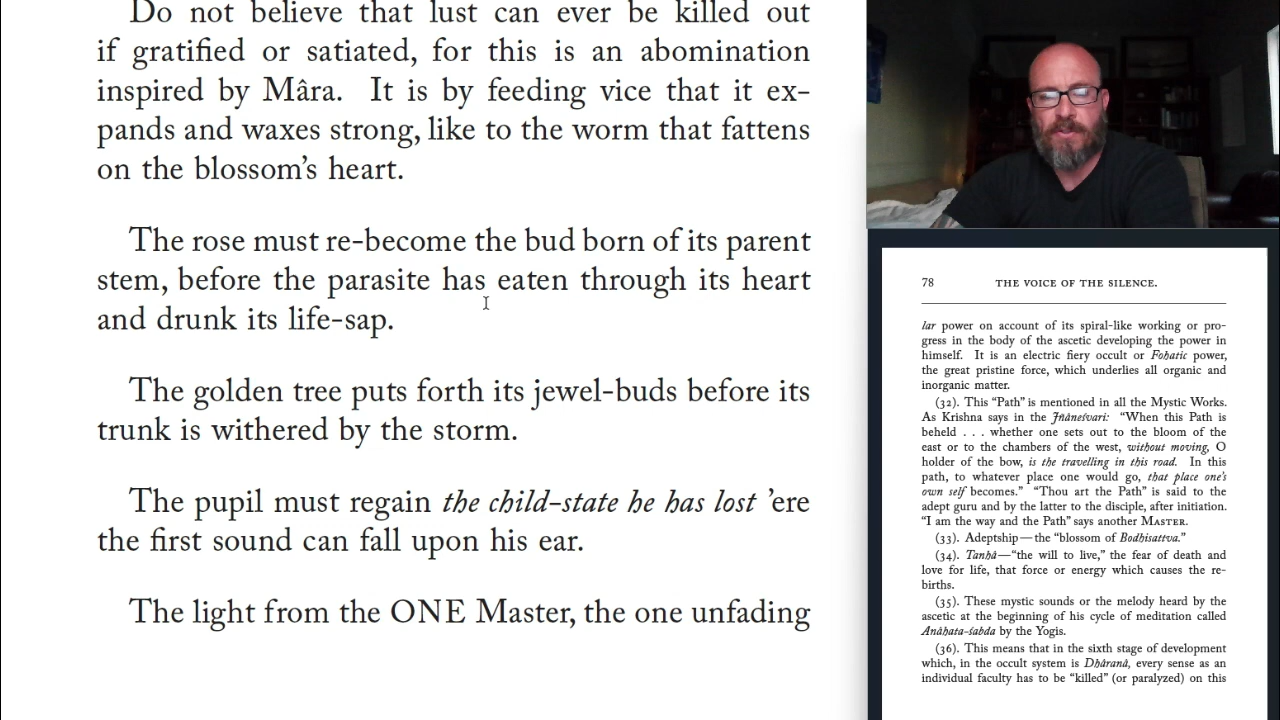 Do not believe that lust can ever be killed out
if gratified or satiated, for this is an abomination
inspired by Mâra. It is by feeding vice that it ex-
pands and waxes strong, like to the worm that fattens
on the blossom's heart.
The rose must re-become the bud born of its parent
stem, before the parasite has eaten through its heart
and drunk its life-sap.
The golden tree puts forth its jewel-buds before its
trunk is withered by the storm.
The pupil must regain the child-state he has lost 'ere
the first sound can fall upon his ear.
The light from the ONE Master, the one unfading
78 THE VOICE OF THE SILENCE.
lar power on account of its spiral-like working or pro-
gress in the body of the ascetic developing the power in
himself. It is an electric fiery occult or Fohatic power,
the great pristine force, which underlies all organic and
inorganic matter.
(32). This "Path" is mentioned in all the Mystic Works.
As Krishna says in the Jñâneśvari: "When this Path is
beheld . . . whether one sets out to the bloom of the
east or to the chambers of the west, without moving, O
holder of the bow, is the travelling in this road. In this
path, to whatever place one would go, that place one's
own self becomes." "Thou art the Path" is said to the
adept guru and by the latter to the disciple, after initiation.
"I am the way and the Path" says another MASTER.
(33). Adeptship—the "blossom of Bodhisattva."
(34). Tanhâ—"the will to live," the fear of death and
love for life, that force or energy which causes the re-
births.
(35). These mystic sounds or the melody heard by the
ascetic at the beginning of his cycle of meditation called
Anâhata-śabda by the Yogis.
(36). This means that in the sixth stage of development
which, in the occult system is Dhâranâ, every sense as an
individual faculty has to be "killed" (or paralyzed) on this